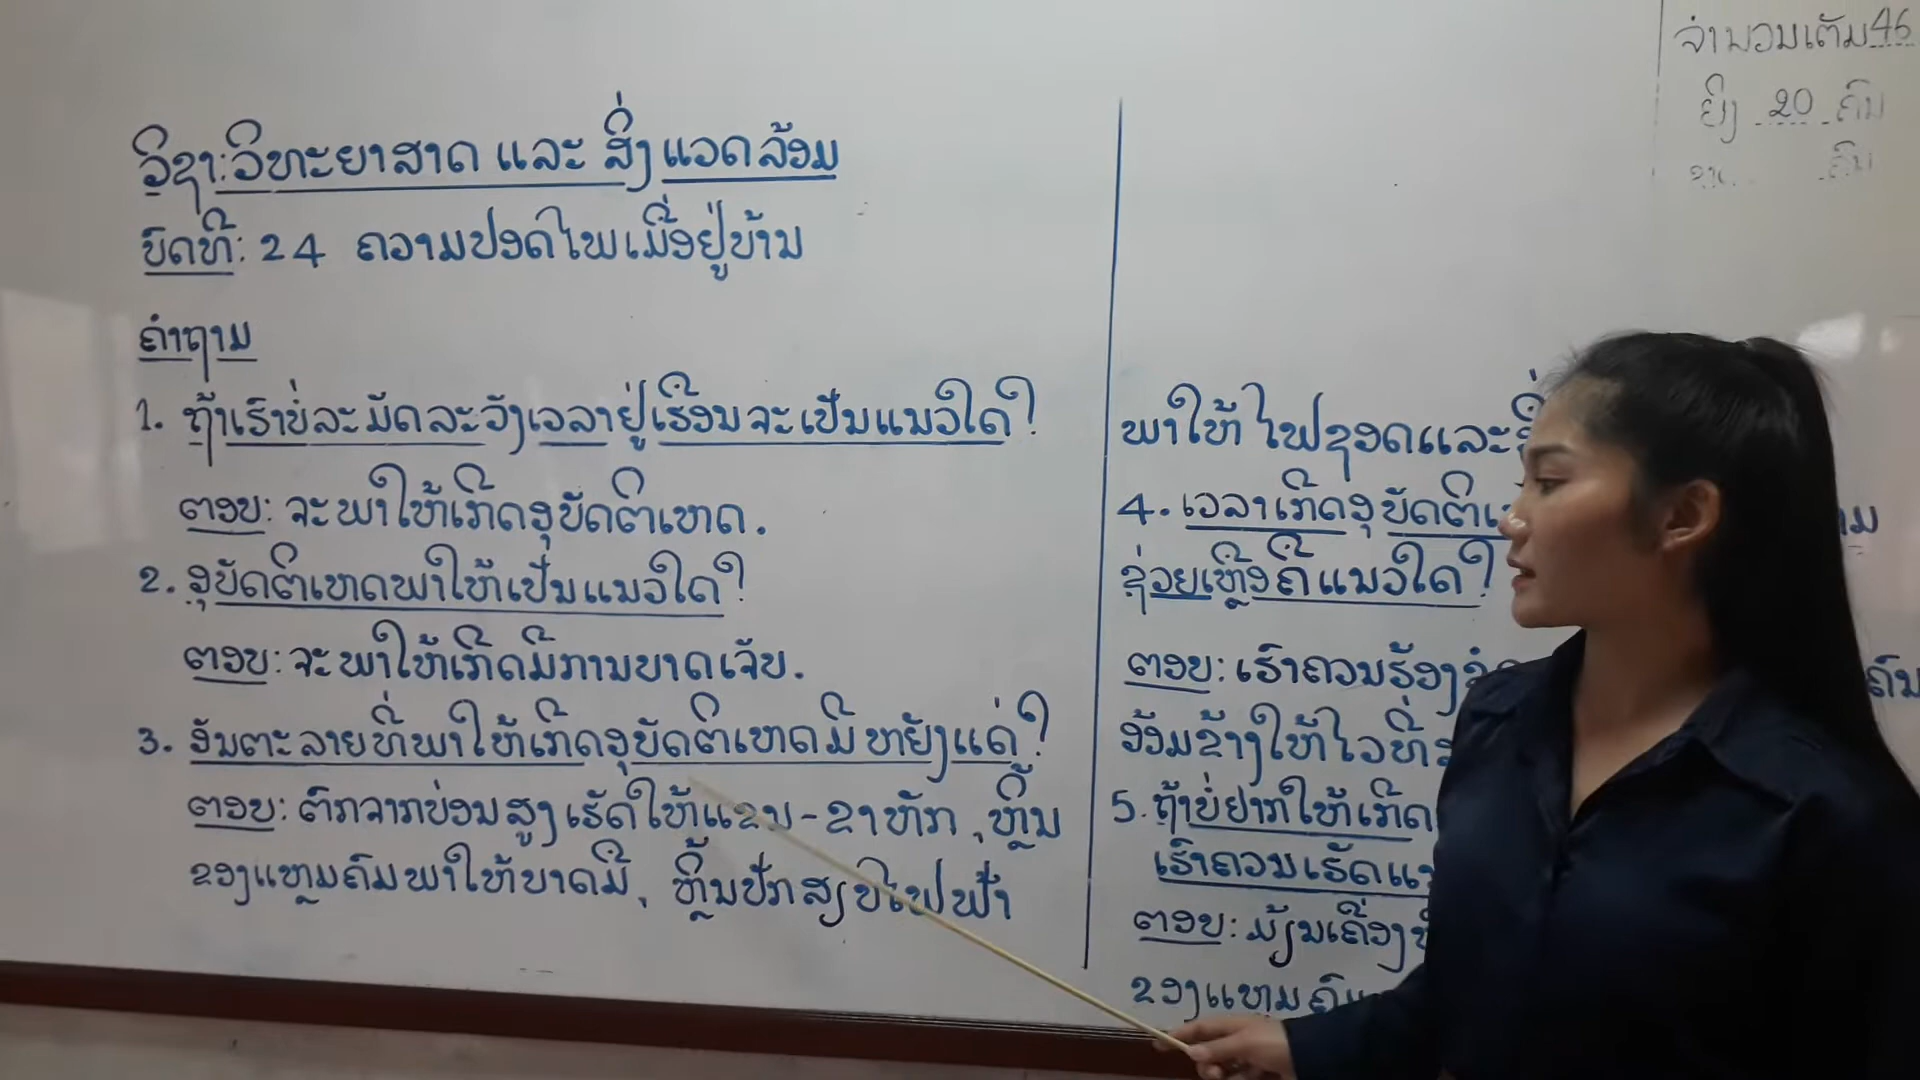 ວິຊາ:ວິທະຍາສາດ ແລະ ສິ່ງແວດລ້ອມ
ບົດທີ: 24 ຄວາມປອດໄພເມື່ອຢູ່ບ້ານ
ຄຳຖາມ
1. ຖ້າເຮົາບໍ່ລະມັດລະວັງເວລາຢູ່ເຮືອນຈະເປັນແນວໃດ?
ຕອບ: ຈະພາໃຫ້ເກີດອຸບັດຕິເຫດ.
2. ອຸບັດຕິເຫດພາໃຫ້ເປັນແນວໃດ?
ຕອບ: ຈະພາໃຫ້ເກີດມີການບາດເຈັບ.
3. ອັນຕະລາຍທີ່ພາໃຫ້ເກີດອຸບັດຕິເຫດມີຫຍັງແດ່?
ຕອບ: ຕົກຈາກບ່ອນສູງເຮັດໃຫ້ແຂນ-ຂາຫັກ, ຫຼິ້ນ
ຂອງແຫຼມຄົມພາໃຫ້ບາດມື, ຫຼິ້ນປັກສຽບໄຟຟ້າ
ພາໃຫ້ໄຟຊອດແລະ
4. ເວລາເກີດອຸບັດຕິເ
ຊ່ວຍເຫຼືອຄືແນວໃດ?
ຕອບ: ເຮົາຄວນຮ້ອງຂໍ ຄົນ
ອ້ອມຂ້າງໃຫ້ໄວທີ່
5. ຖ້າບໍ່ຢາກໃຫ້ເກີດ
ເຮົາຄວນເຮັດແ
ຕອບ: ມ້ຽນເຄື່ອງ
ຂອງແຫຼມຄົ
ຈຳນວນເຕັມ 46
ຍິງ 20 ຄົນ
ຄົນ